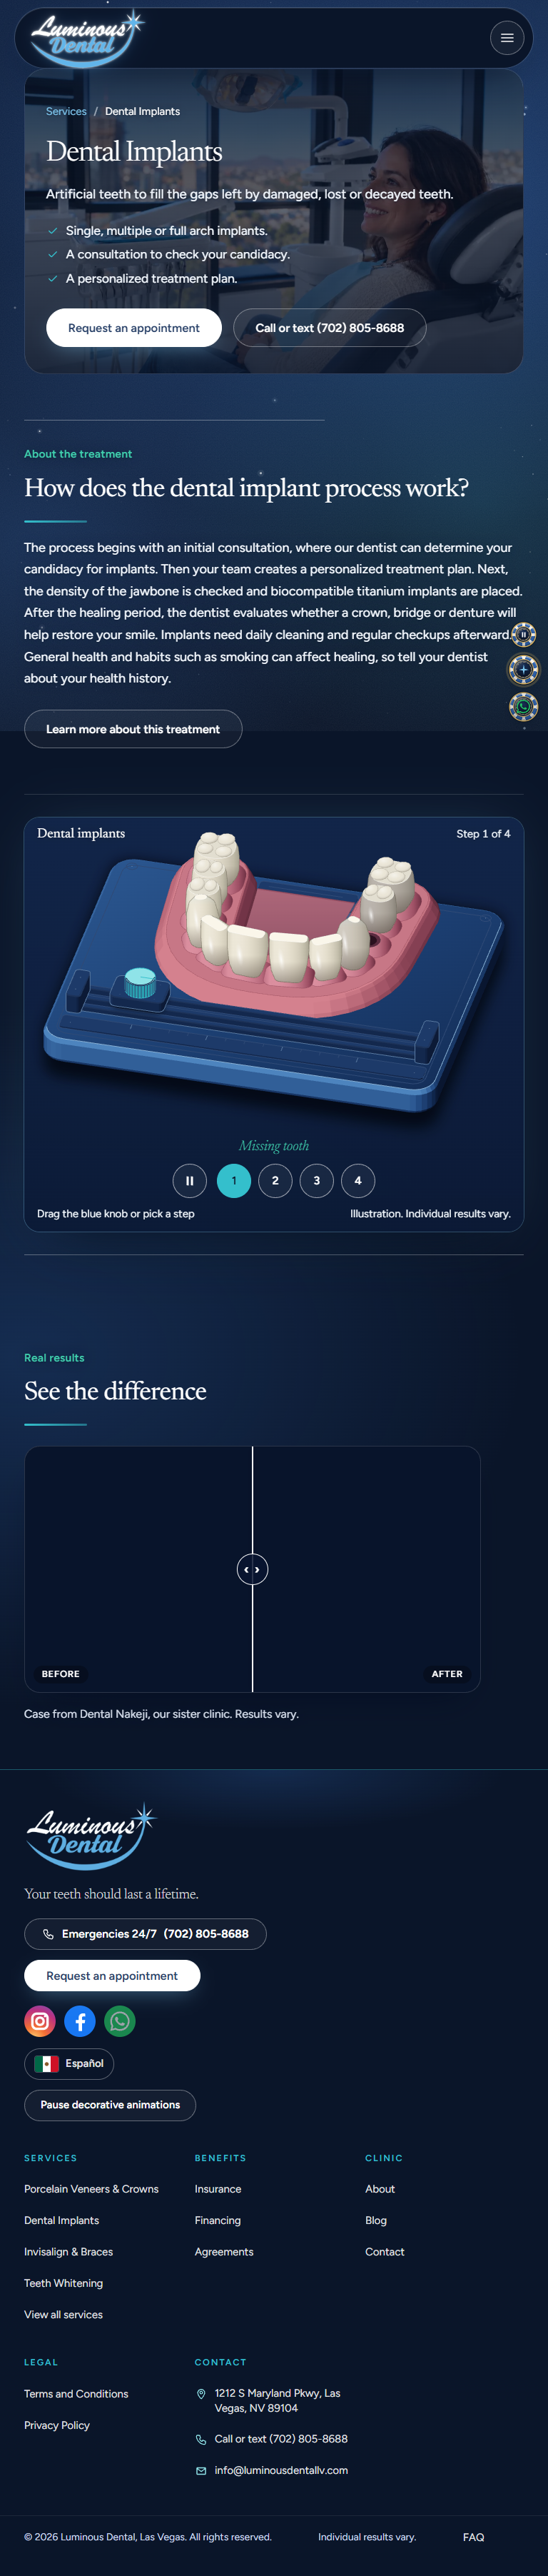 Luminous
Dental
Services / Dental Implants
Dental Implants
Artificial teeth to fill the gaps left by damaged, lost or decayed teeth.
Single, multiple or full arch implants.
A consultation to check your candidacy.
A personalized treatment plan.
Request an appointment
Call or text (702) 805-8688
About the treatment
How does the dental implant process work?
The process begins with an initial consultation, where our dentist can determine your
candidacy for implants. Then your team creates a personalized treatment plan. Next,
the density of the jawbone is checked and biocompatible titanium implants are placed.
After the healing period, the dentist evaluates whether a crown, bridge or denture will
help restore your smile. Implants need daily cleaning and regular checkups afterward.
General health and habits such as smoking can affect healing, so tell your dentist
about your health history.
Learn more about this treatment
Dental implants
Step 1 of 4
Missing tooth
1 2 3 4
Drag the blue knob or pick a step
Illustration. Individual results vary.
Real results
See the difference
BEFORE
AFTER
Case from Dental Nakeji, our sister clinic. Results vary.
Luminous
Dental
Your teeth should last a lifetime.
Emergencies 24/7 (702) 805-8688
Request an appointment
Español
Pause decorative animations
SERVICES
Porcelain Veneers & Crowns
Dental Implants
Invisalign & Braces
Teeth Whitening
View all services
BENEFITS
Insurance
Financing
Agreements
CLINIC
About
Blog
Contact
LEGAL
Terms and Conditions
Privacy Policy
CONTACT
1212 S Maryland Pkwy, Las
Vegas, NV 89104
Call or text (702) 805-8688
info@luminousdentallv.com
© 2026 Luminous Dental, Las Vegas. All rights reserved.
Individual results vary.
FAQ